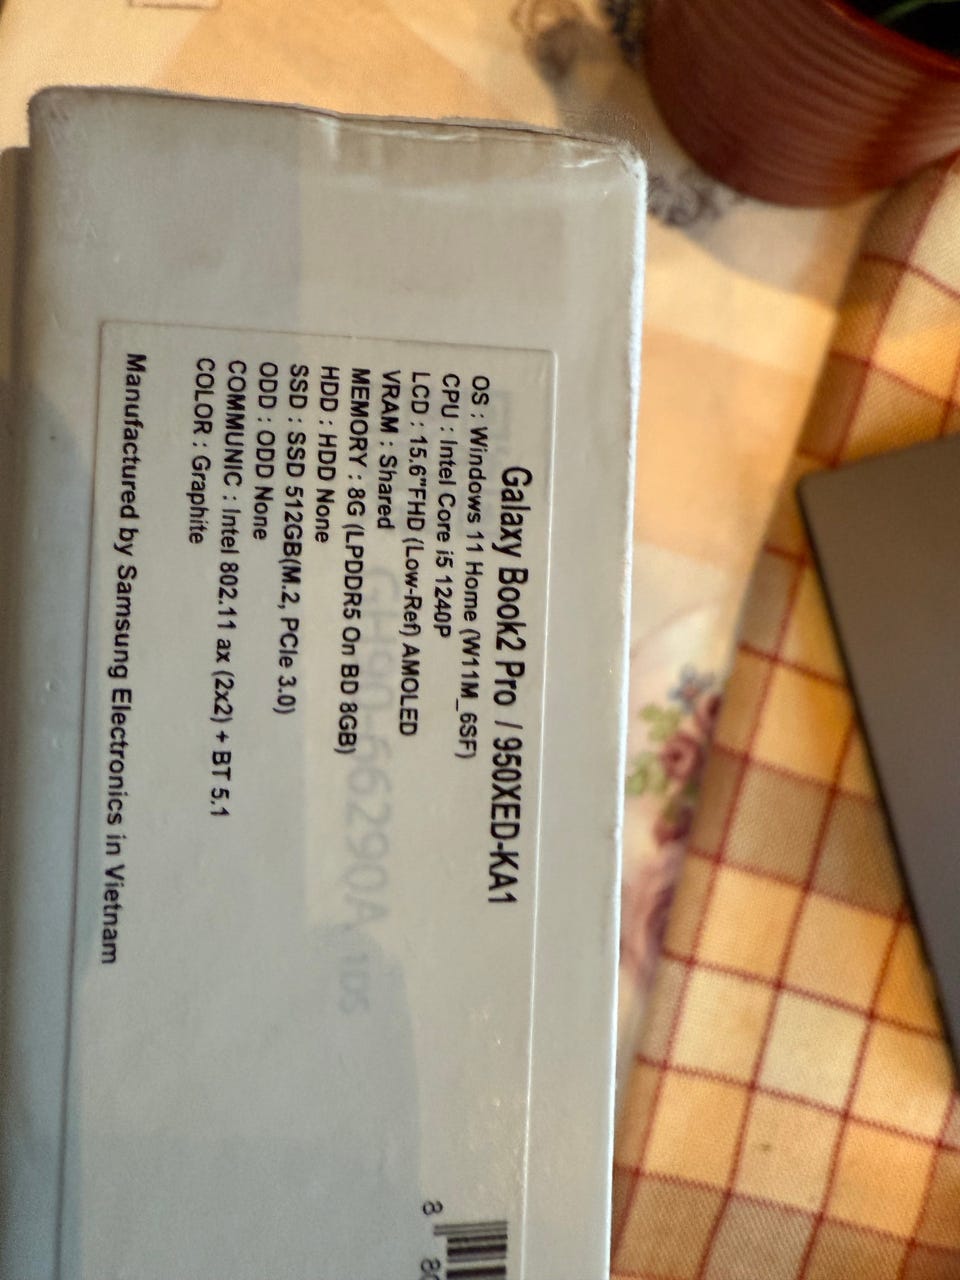 Galaxy Book2 Pro / 950XED-KA1
OS : Windows 11 Home (W11M_6SF)
CPU : Intel Core i5 1240P
LCD : 15.6"FHD (Low-Ref) AMOLED
VRAM : Shared
MEMORY : 8G (LPDDR5 On BD 8GB)
HDD : HDD None
SSD : SSD 512GB(M.2, PCIe 3.0)
ODD : ODD None
COMMUNIC : Intel 802.11 ax (2x2) + BT 5.1
COLOR : Graphite
Manufactured by Samsung Electronics in Vietnam
8